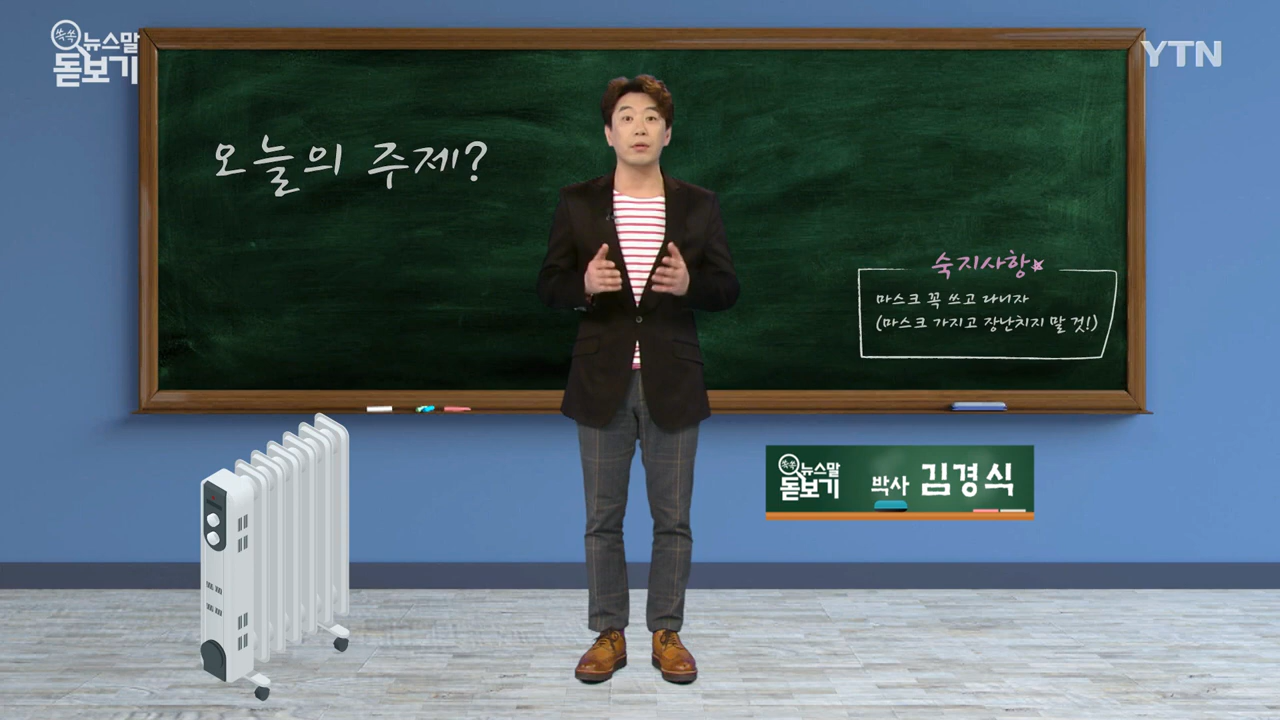 쏙쏙
뉴스말
돋보기
YTN
오늘의 주제?
숙지사항
마스크 꼭 쓰고 다니자
(마스크 가지고 장난치지 말 것!)
쏙쏙
뉴스말
돋보기
박사 김경식